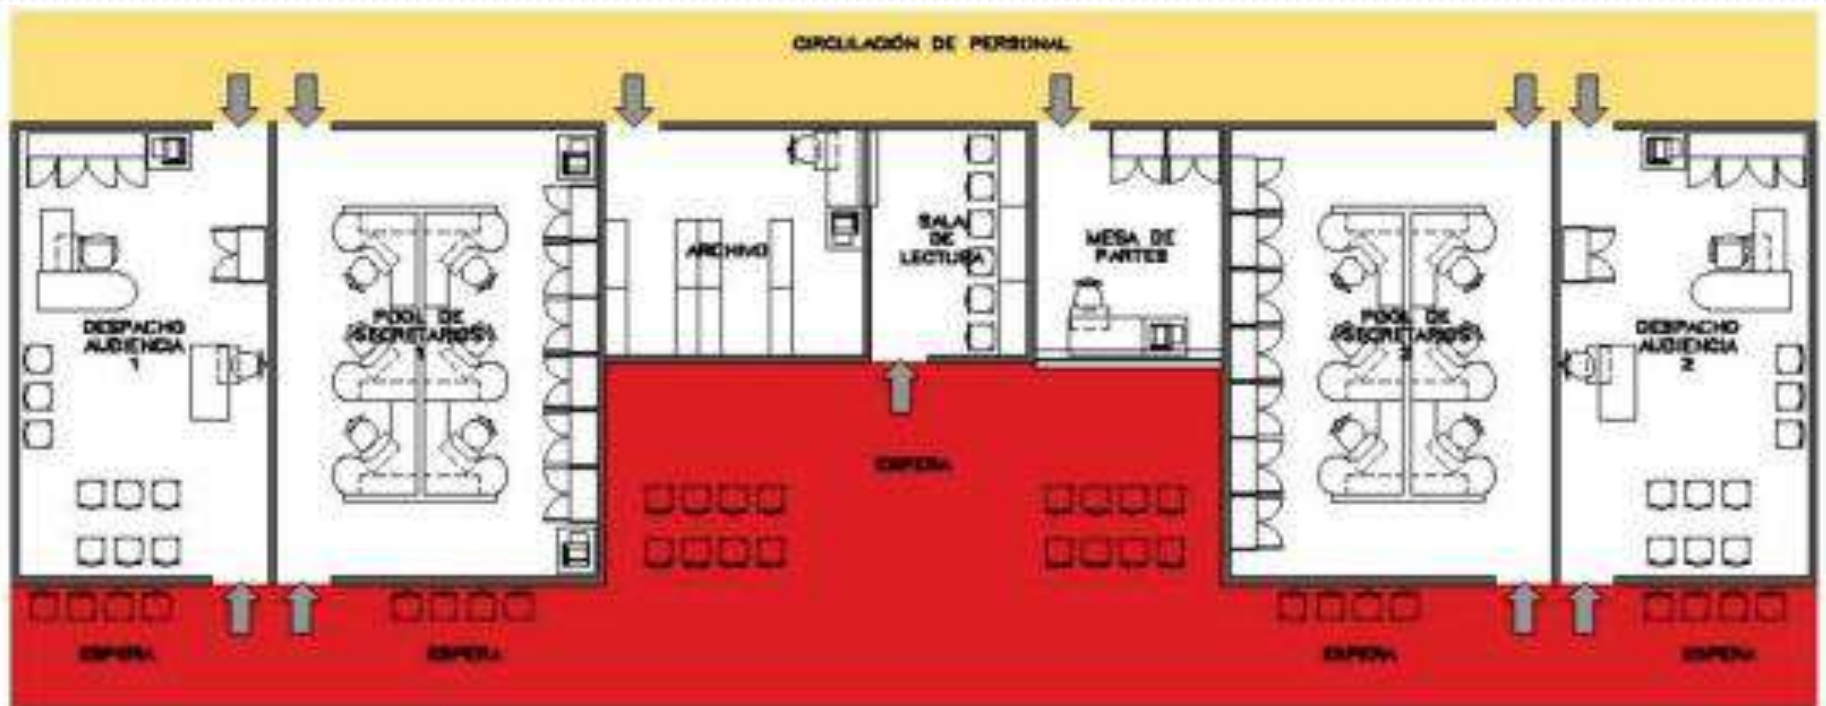 CIRCULACIÓN DE PERSONAL
ARCHIVO
SALA
DE
LECTURA
MESA DE
PARTES
DESPACHO
AUDIENCIA
1
POOL DE
SECRETARIOS
1
POOL DE
SECRETARIOS
2
DESPACHO
AUDIENCIA
2
ESPERA
ESPERA
ESPERA
ESPERA
ESPERA